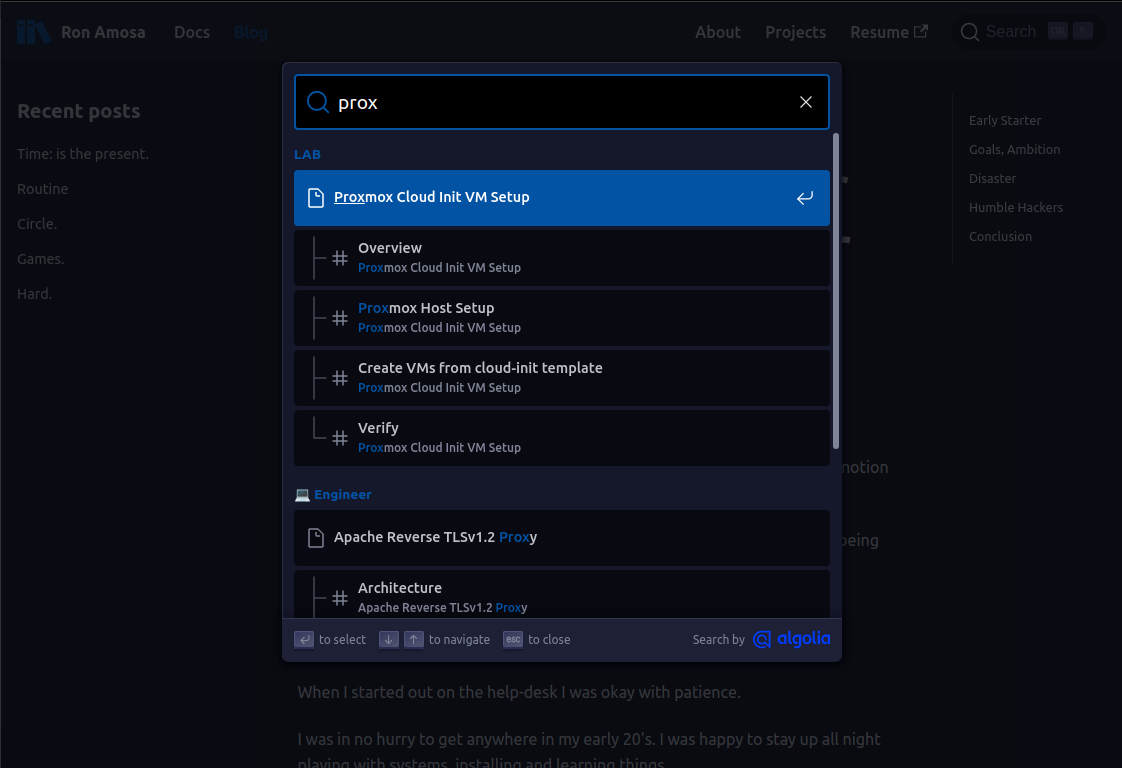 Ron Amosa Docs Blog About Projects Resume Search
prox
Recent posts
Time: is the present.
Routine
Circle.
Games.
Hard.
LAB
Proxmox Cloud Init VM Setup
Overview
Proxmox Cloud Init VM Setup
Proxmox Host Setup
Proxmox Cloud Init VM Setup
Create VMs from cloud-init template
Proxmox Cloud Init VM Setup
Verify
Proxmox Cloud Init VM Setup
💻 Engineer
Apache Reverse TLSv1.2 Proxy
Architecture
Apache Reverse TLSv1.2 Proxy
to select to navigate esc to close Search by algolia
Early Starter
Goals, Ambition
Disaster
Humble Hackers
Conclusion
motion
being
When I started out on the help-desk I was okay with patience.
I was in no hurry to get anywhere in my early 20's. I was happy to stay up all night
playing with systems, installing and learning things.